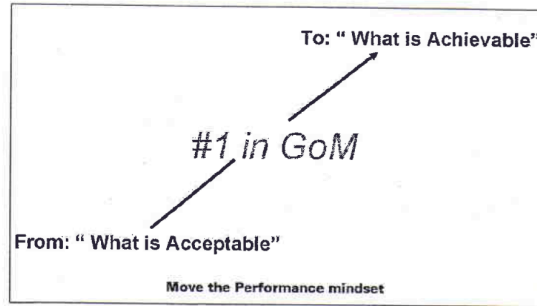 To: “ What is Achievable”
#1 in GoM
From: “ What is Acceptable”
Move the Performance mindset